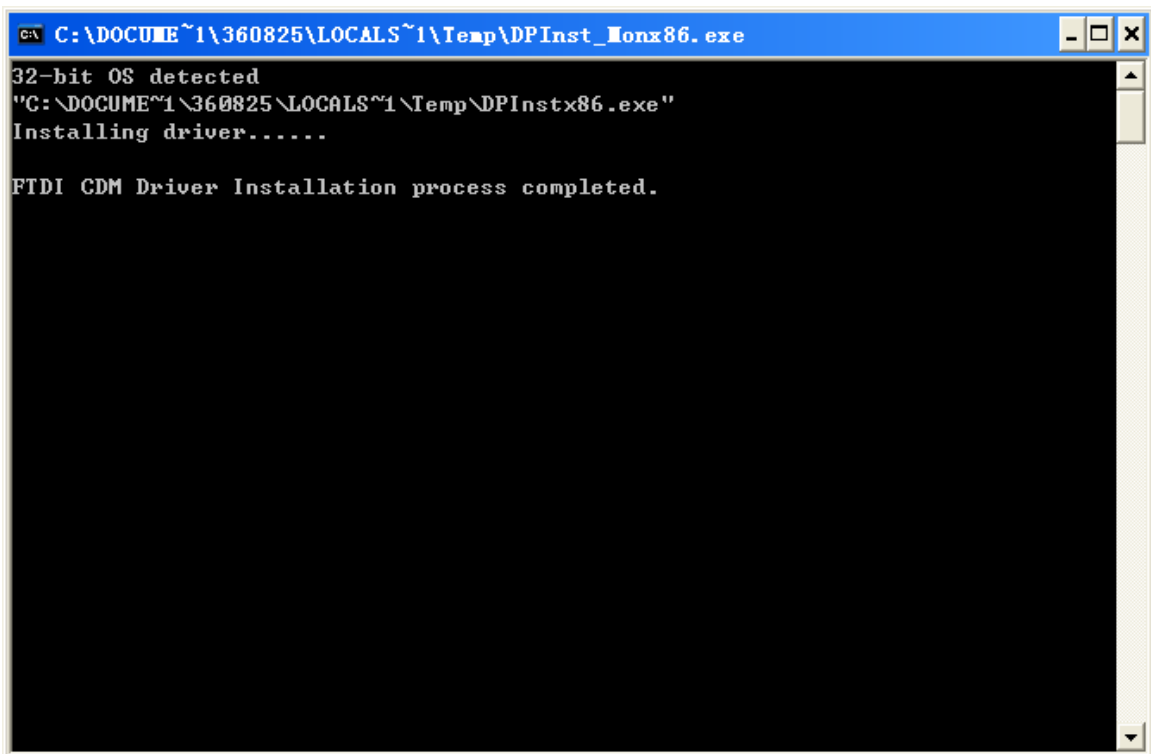 C:\DOCUME~1\360825\LOCALS~1\Temp\DPInst_Monx86.exe
32-bit OS detected
"C:\DOCUME~1\360825\LOCALS~1\Temp\DPInstx86.exe"
Installing driver......
FTDI CDM Driver Installation process completed.